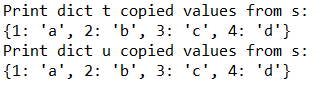 Print dict t copied values from s:
{1: 'a', 2: 'b', 3: 'c', 4: 'd'}
Print dict u copied values from s:
{1: 'a', 2: 'b', 3: 'c', 4: 'd'}